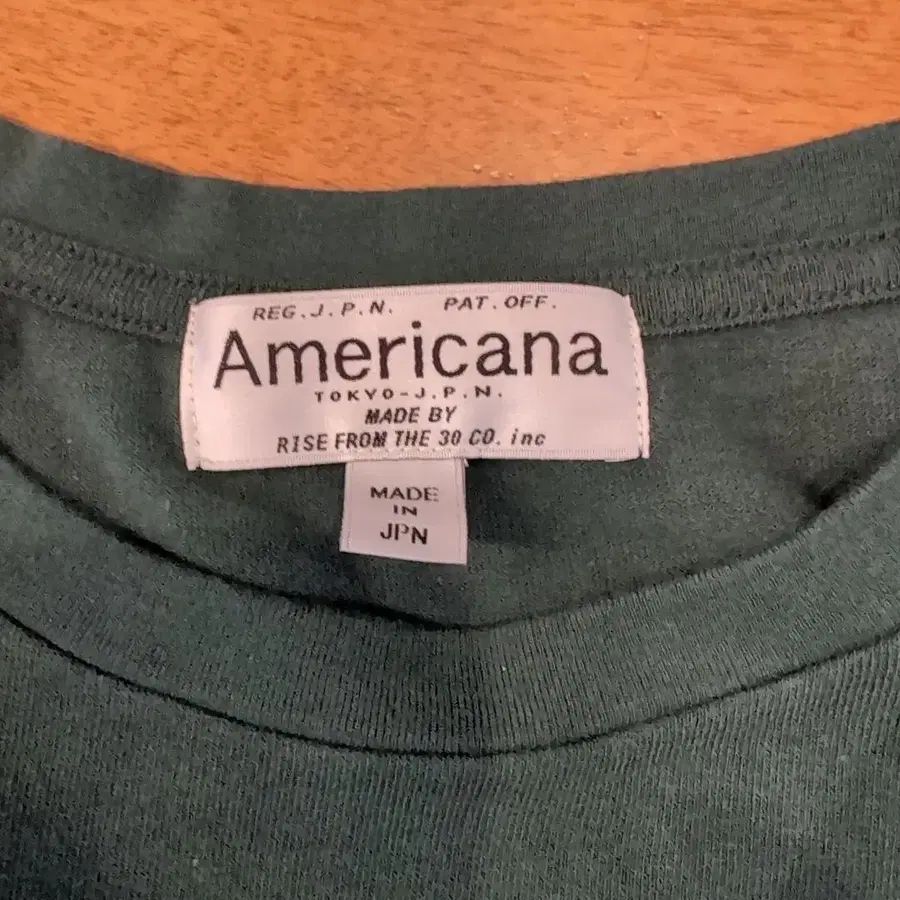 REG.J.P.N. PAT.OFF.
Americana
TOKYO-J.P.N.
MADE BY
RISE FROM THE 30 CO. inc
MADE
IN
JPN